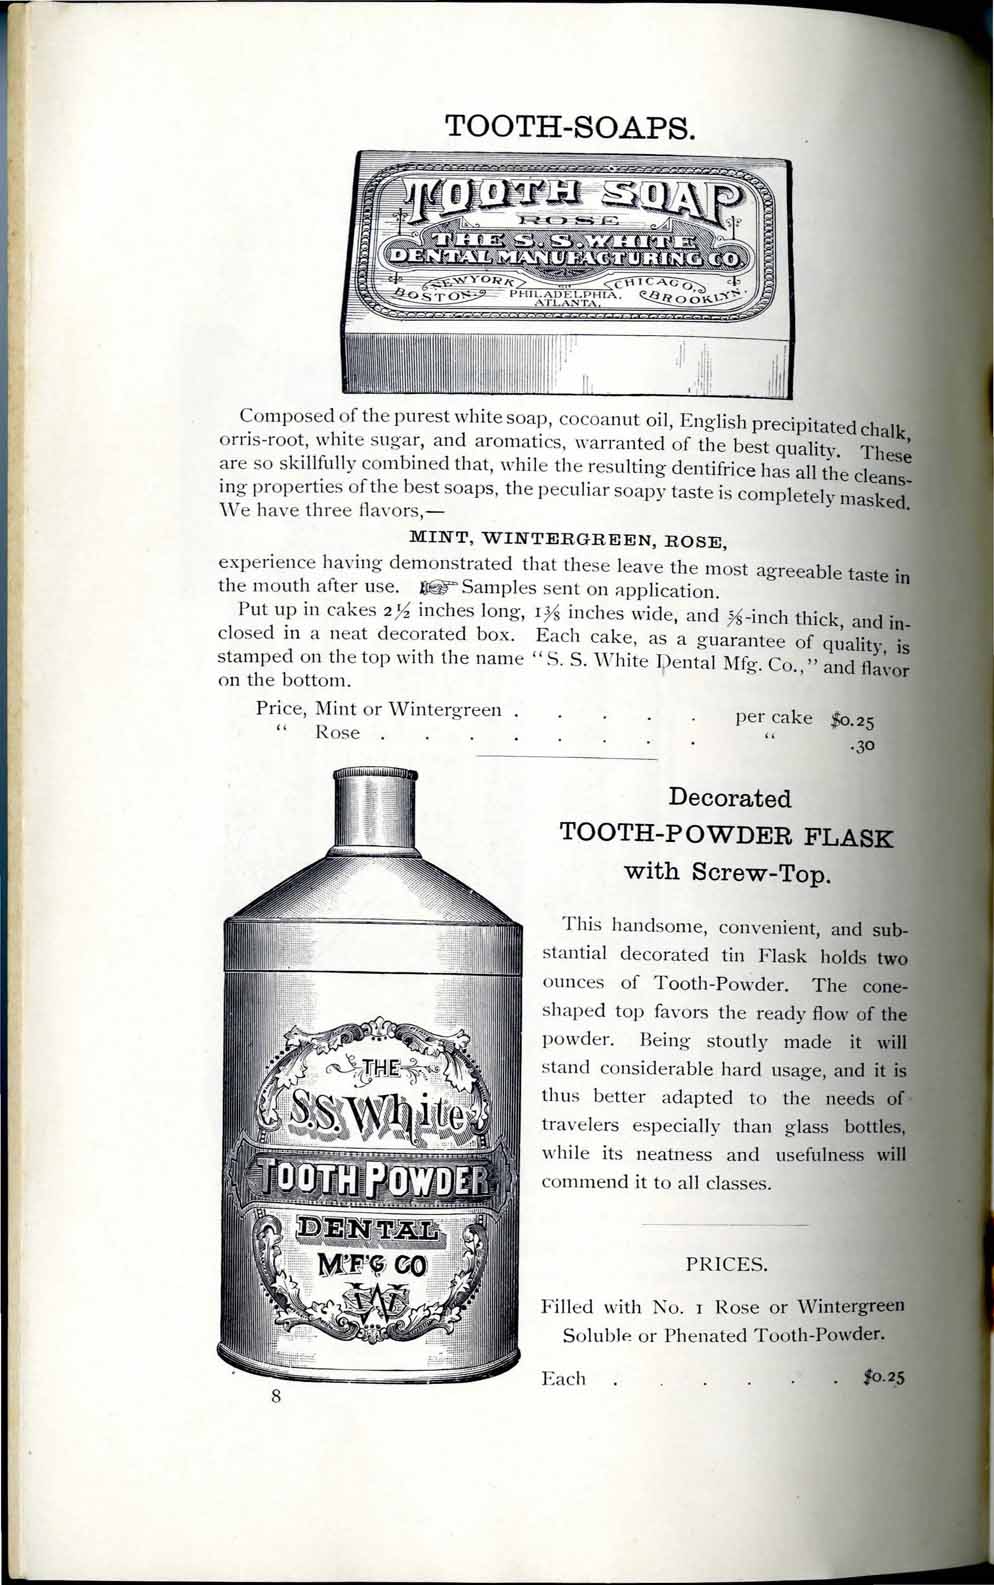 TOOTH-SOAPS.
TOOTH SOAP
ROSE
THE S.S. WHITE
DENTAL MANUFACTURING CO.
NEW YORK, CHICAGO,
BOSTON, PHILADELPHIA, BROOKLYN.
ATLANTA.
Composed of the purest white soap, cocoanut oil, English precipitated chalk,
orris-root, white sugar, and aromatics, warranted of the best quality. These
are so skillfully combined that, while the resulting dentifrice has all the cleans-
ing properties of the best soaps, the peculiar soapy taste is completely masked.
We have three flavors,—
MINT, WINTERGREEN, ROSE,
experience having demonstrated that these leave the most agreeable taste in
the mouth after use. ☞ Samples sent on application.
Put up in cakes 2½ inches long, 1⅜ inches wide, and ⅝-inch thick, and in-
closed in a neat decorated box. Each cake, as a guarantee of quality, is
stamped on the top with the name "S. S. White Dental Mfg. Co.," and flavor
on the bottom.
Price, Mint or Wintergreen . . . . . per cake $0.25
" Rose . . . . . . . . " .30
Decorated
TOOTH-POWDER FLASK
with Screw-Top.
This handsome, convenient, and sub-
stantial decorated tin Flask holds two
ounces of Tooth-Powder. The cone-
shaped top favors the ready flow of the
powder. Being stoutly made it will
stand considerable hard usage, and it is
thus better adapted to the needs of
travelers especially than glass bottles,
while its neatness and usefulness will
commend it to all classes.
PRICES.
Filled with No. 1 Rose or Wintergreen
Soluble or Phenated Tooth-Powder.
Each . . . . . . $0.25
THE
S.S. White
TOOTH POWDER
DENTAL
M'F'G CO
8